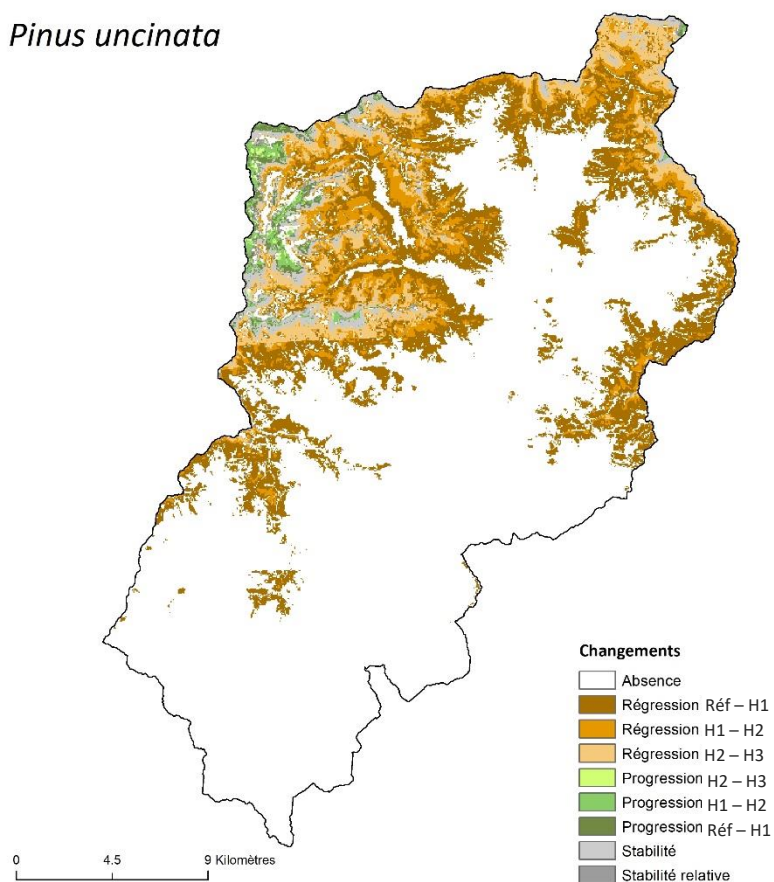 Pinus uncinata
Changements
Absence
Régression Réf – H1
Régression H1 – H2
Régression H2 – H3
Progression H2 – H3
Progression H1 – H2
Progression Réf – H1
Stabilité
Stabilité relative
0 4.5 9 Kilomètres